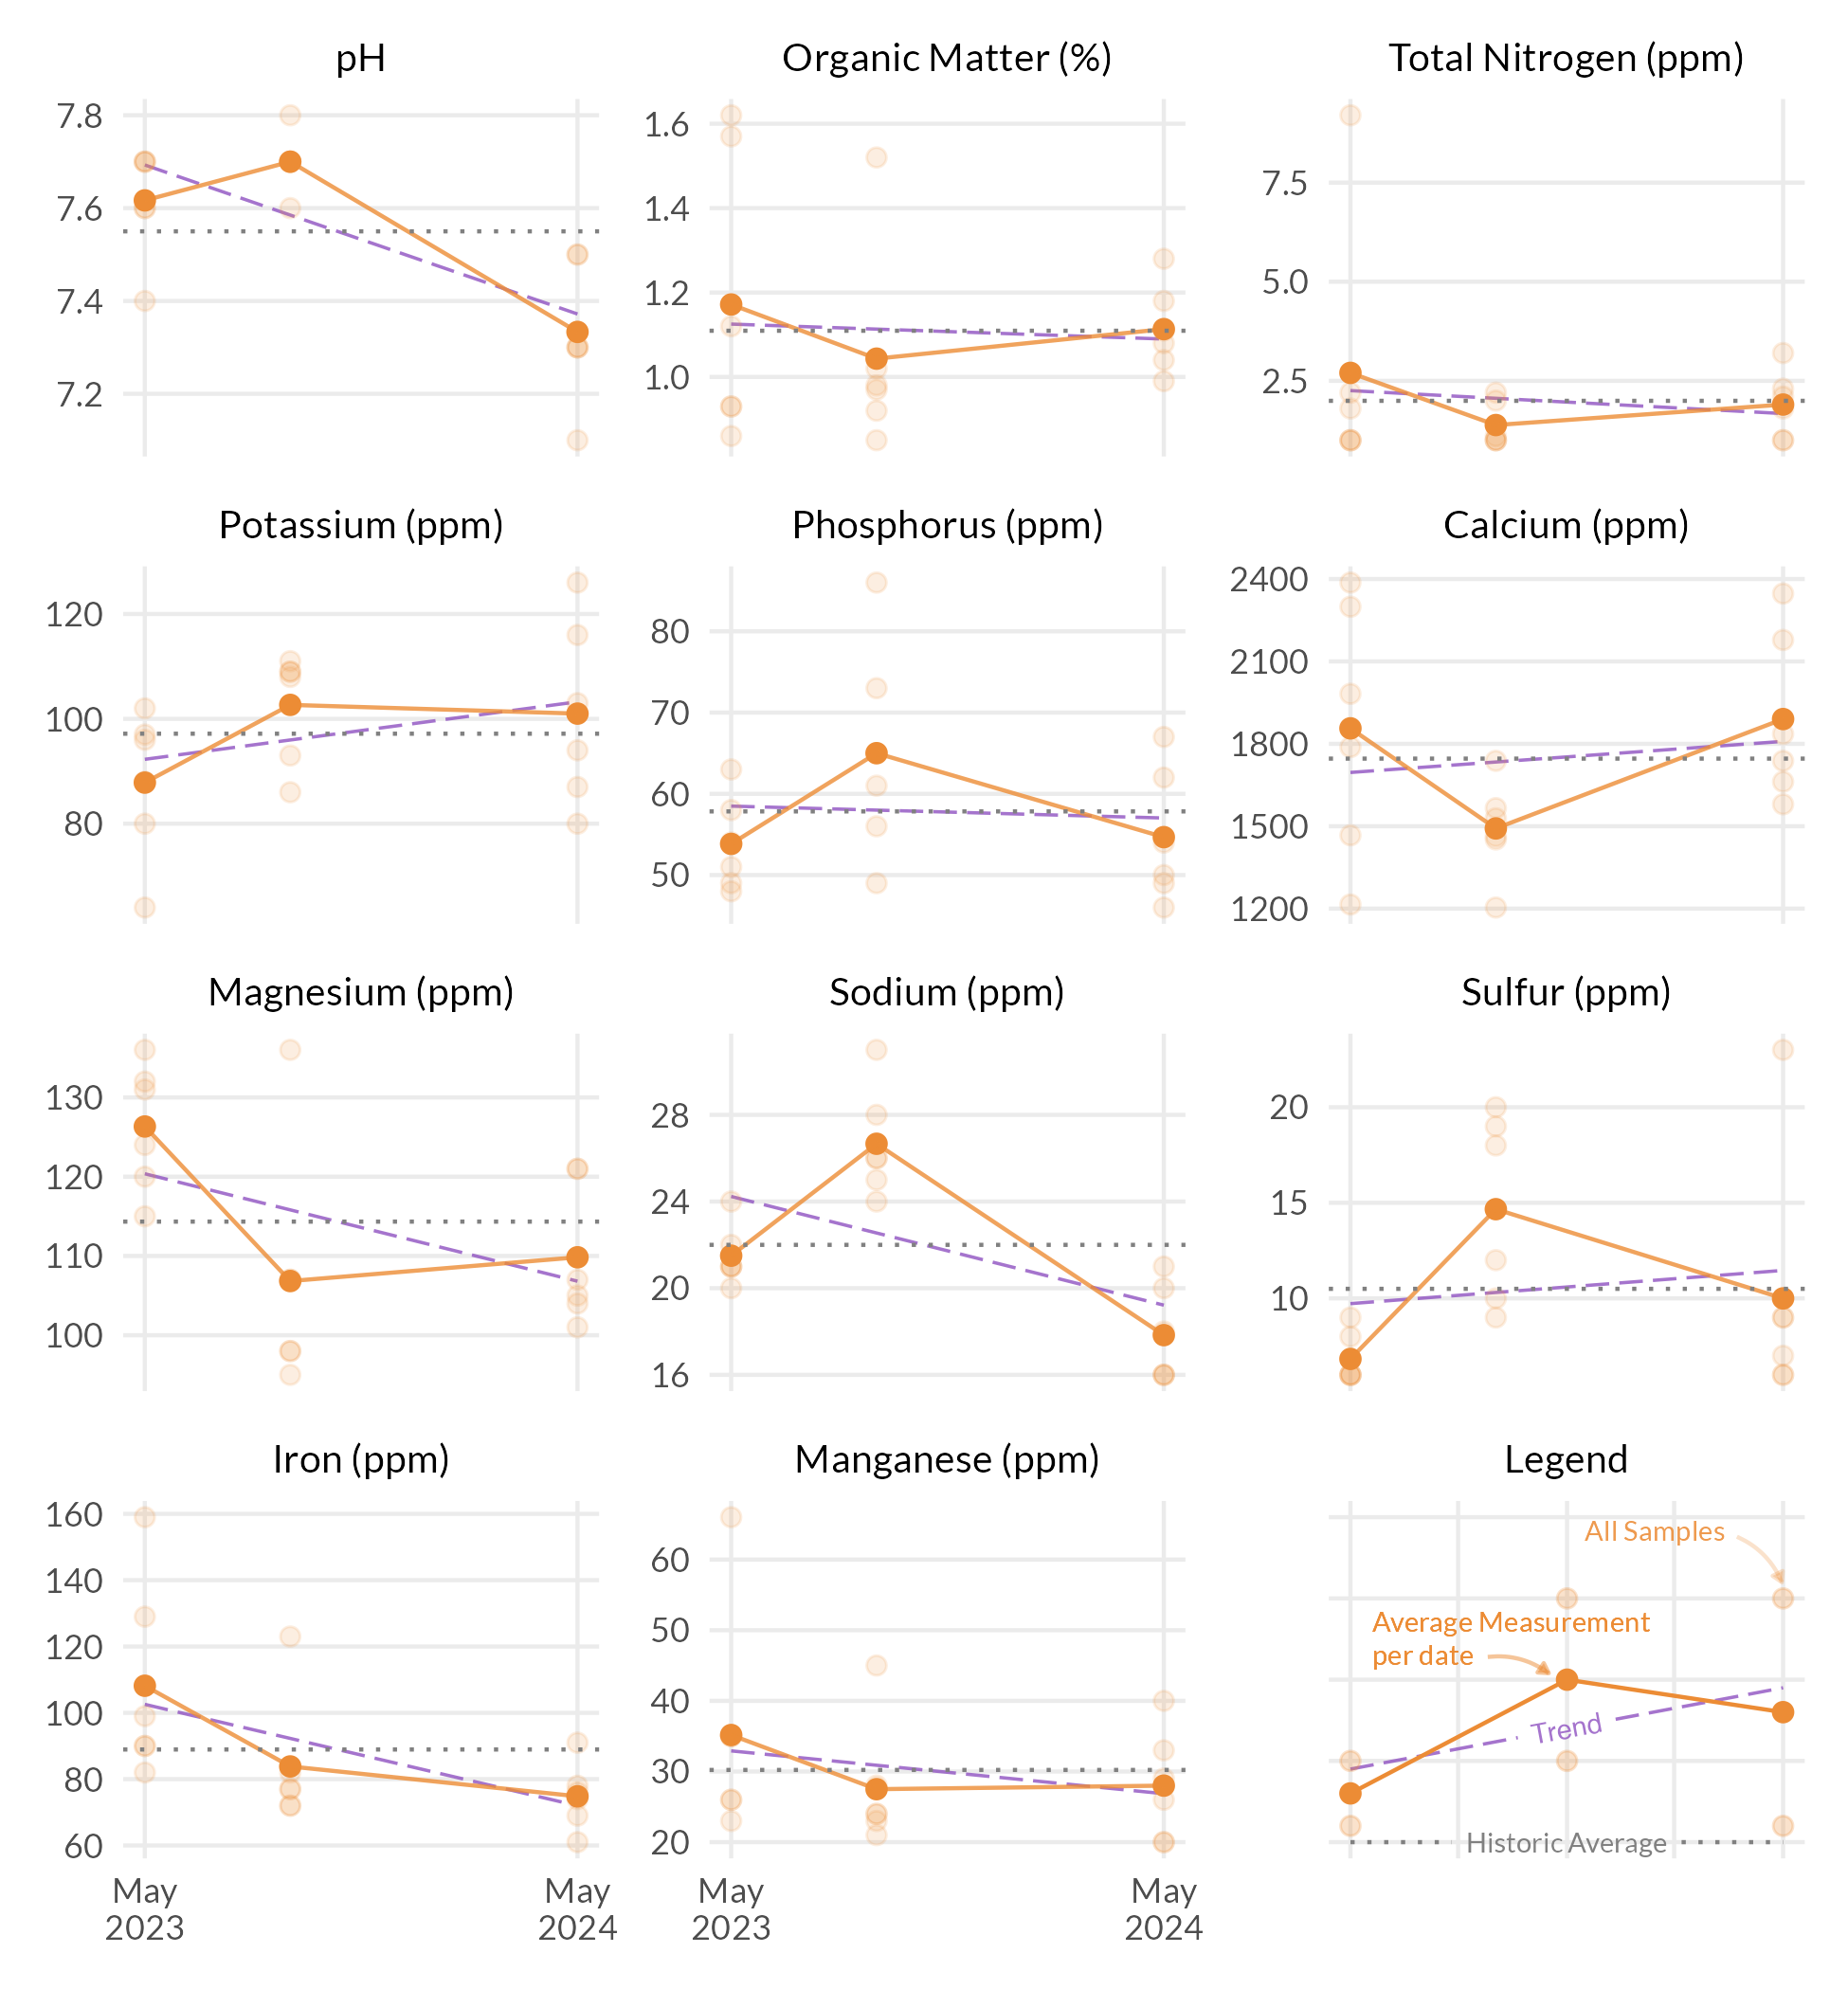 pH
7.8
7.6
7.4
7.2
Organic Matter (%)
1.6
1.4
1.2
1.0
Total Nitrogen (ppm)
7.5
5.0
2.5
Potassium (ppm)
120
100
80
Phosphorus (ppm)
80
70
60
50
Calcium (ppm)
2400
2100
1800
1500
1200
Magnesium (ppm)
130
120
110
100
Sodium (ppm)
28
24
20
16
Sulfur (ppm)
20
15
10
Iron (ppm)
160
140
120
100
80
60
May
2023
May
2024
Manganese (ppm)
60
50
40
30
20
May
2023
May
2024
Legend
All Samples
Average Measurement
per date
Trend
Historic Average